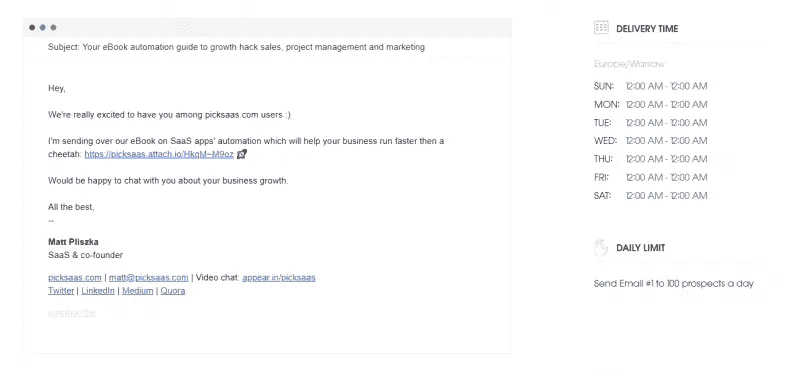 Subject: Your eBook automation guide to growth hack sales, project management and marketing
Hey,
We're really excited to have you among picksaas.com users :)
I'm sending over our eBook on SaaS apps' automation which will help your business run faster then a
cheetah: https://picksaas.attach.io/HkqM~M9oz 🚀
Would be happy to chat with you about your business growth.
All the best,
--
Matt Pliszka
SaaS & co-founder
picksaas.com | matt@picksaas.com | Video chat: appear.in/picksaas
Twitter | LinkedIn | Medium | Quora
unsubscribe
DELIVERY TIME
Europe/Warsaw
SUN: 12:00 AM - 12:00 AM
MON: 12:00 AM - 12:00 AM
TUE: 12:00 AM - 12:00 AM
WED: 12:00 AM - 12:00 AM
THU: 12:00 AM - 12:00 AM
FRI: 12:00 AM - 12:00 AM
SAT: 12:00 AM - 12:00 AM
DAILY LIMIT
Send Email #1 to 100 prospects a day